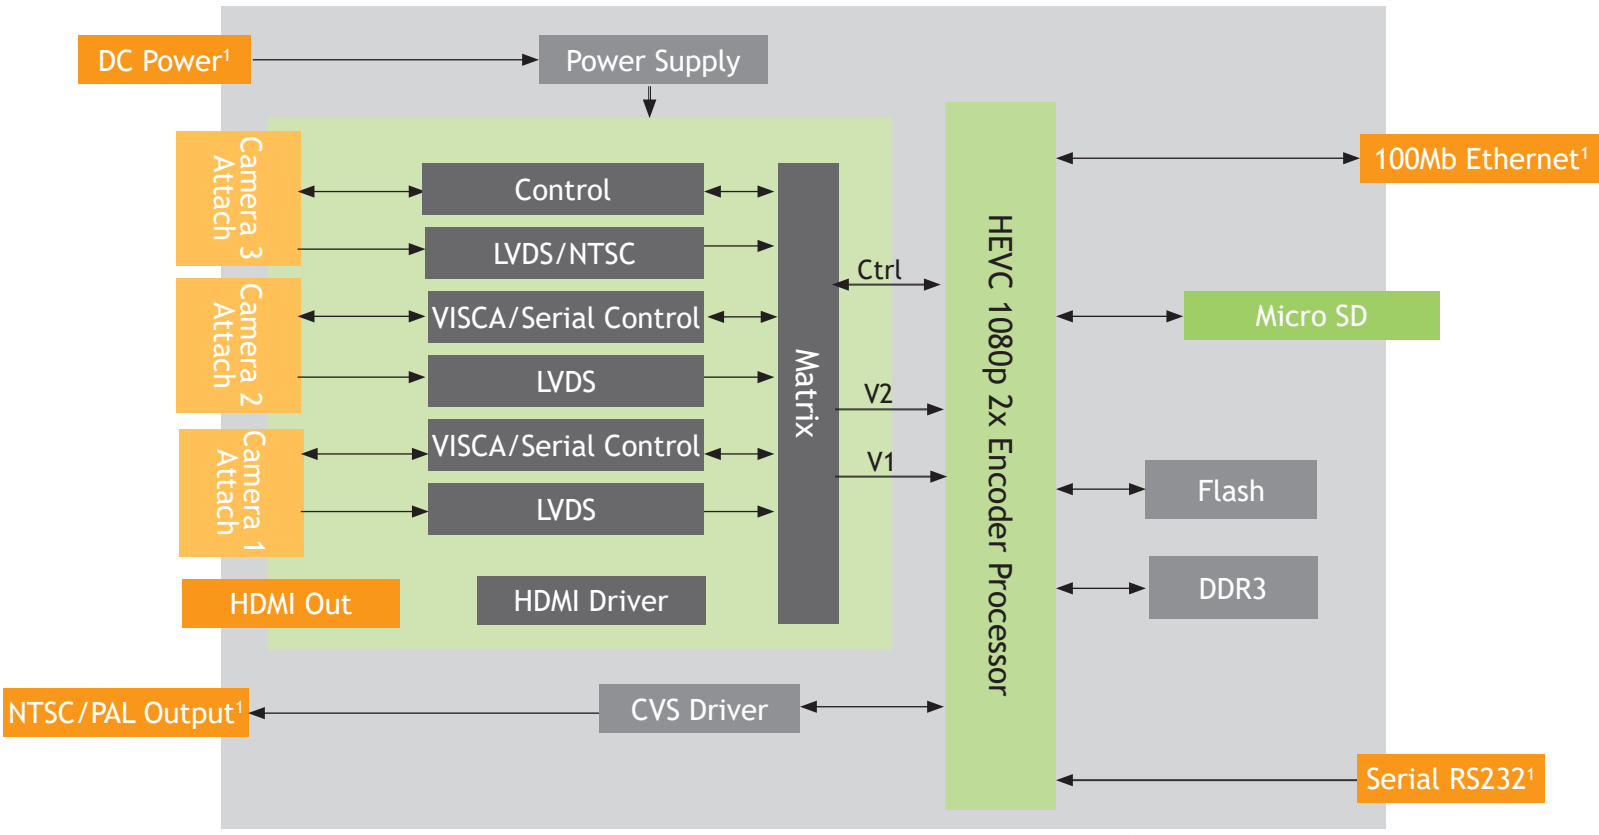 DC Power¹
Power Supply
Camera 3
Attach
Control
LVDS/NTSC
Camera 2
Attach
VISCA/Serial Control
LVDS
Camera 1
Attach
VISCA/Serial Control
LVDS
HDMI Out
HDMI Driver
Matrix
Ctrl
V2
V1
HEVC 1080p 2x Encoder Processor
100Mb Ethernet¹
Micro SD
Flash
DDR3
NTSC/PAL Output¹
CVS Driver
Serial RS232¹